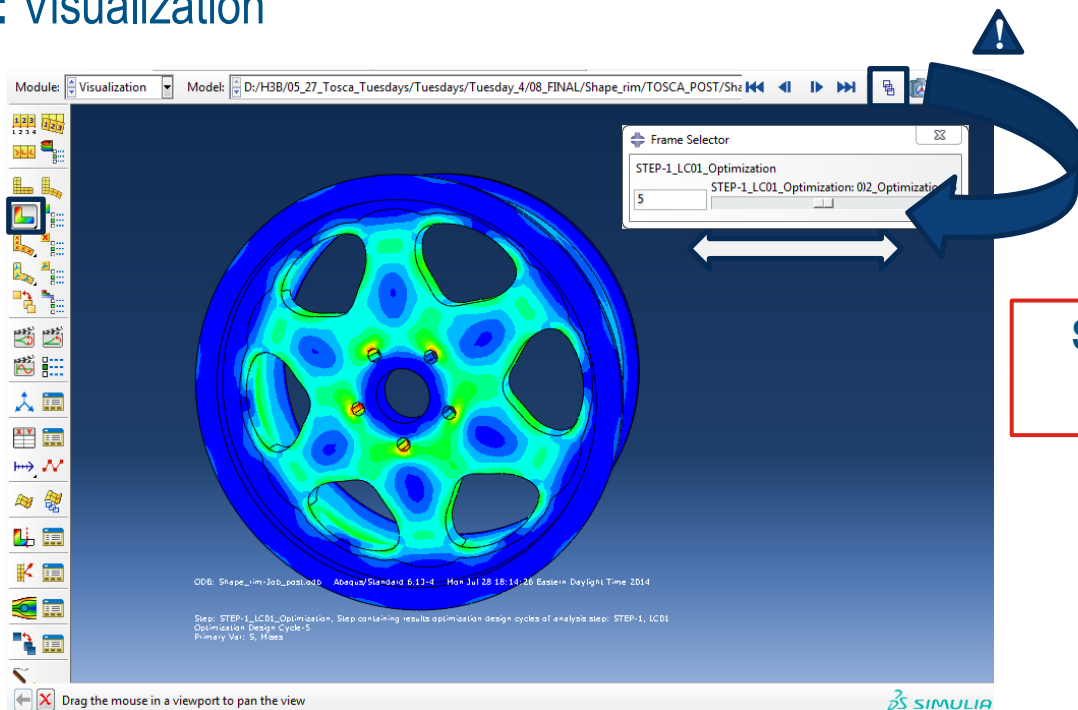 : Visualization
Module: Visualization Model: D:/H3B/05_27_Tosca_Tuesdays/Tuesdays/Tuesday_4/08_FINAL/Shape_rim/TOSCA_POST/Sha
Frame Selector
STEP-1_LC01_Optimization
STEP-1_LC01_Optimization: 0)2_Optimization
5
S
ODB: Shape_rim-Job_post.odb Abaqus/Standard 6.13-4 Mon Jul 28 18:14:26 Eastern Daylight Time 2014
Step: STEP-1_LC01_Optimization, Step containing results optimization design cycles of analysis step: STEP-1, LC01
Optimization Design Cycle-5
Primary Var: S, Mises
Drag the mouse in a viewport to pan the view
SIMULIA